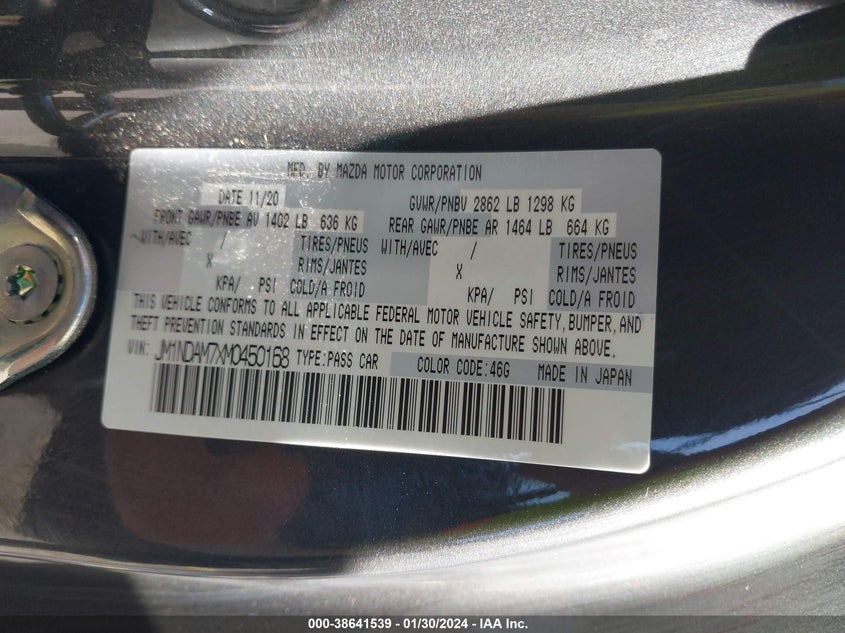 MFD. BY MAZDA MOTOR CORPORATION
DATE 11/20 GVWR/PNBV 2862 LB 1298 KG
FRONT GAWR/PNBE AV 1402 LB 636 KG REAR GAWR/PNBE AR 1464 LB 664 KG
WITH/AVEC / TIRES/PNEUS WITH/AVEC / TIRES/PNEUS
X RIMS/JANTES X RIMS/JANTES
KPA/ PSI COLD/A FROID KPA/ PSI COLD/A FROID
THIS VEHICLE CONFORMS TO ALL APPLICABLE FEDERAL MOTOR VEHICLE SAFETY, BUMPER, AND
THEFT PREVENTION STANDARDS IN EFFECT ON THE DATE OF MANUFACTURE SHOWN ABOVE.
VIN: JM1NDAM7XM0450168 TYPE:PASS CAR COLOR CODE:46G MADE IN JAPAN
000-38641539 — 01/30/2024 — IAA Inc.